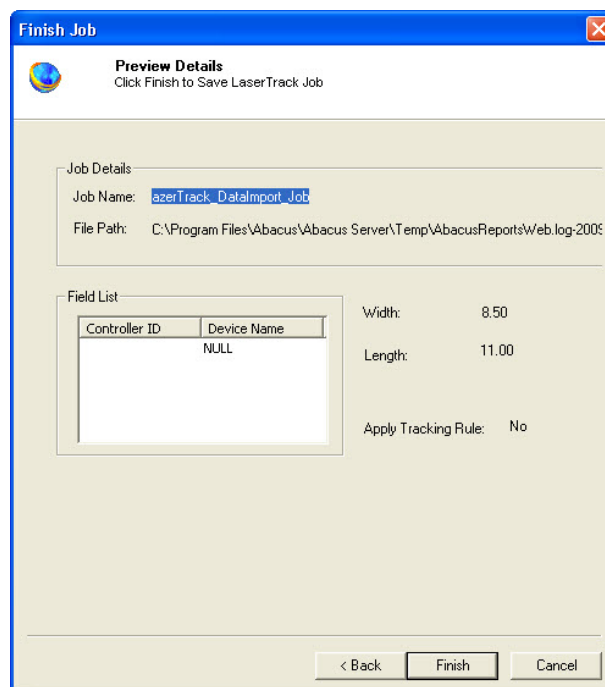 Finish Job
Preview Details
Click Finish to Save LaserTrack Job
Job Details
Job Name: azerTrack_DataImport_Job
File Path: C:\Program Files\Abacus\Abacus Server\Temp\AbacusReportsWeb.log-2009
Field List
Controller ID Device Name
NULL
Width: 8.50
Length: 11.00
Apply Tracking Rule: No
< Back Finish Cancel